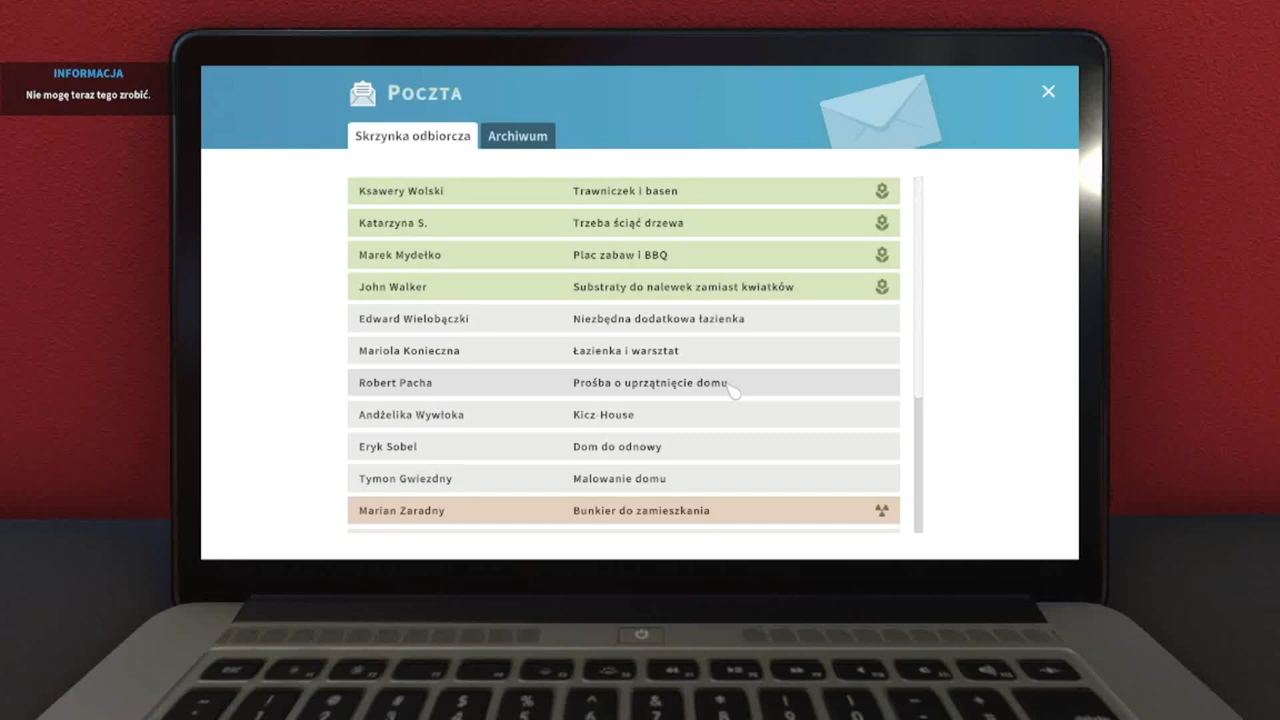 INFORMACJA
Nie mogę teraz tego zrobić.
Poczta
Skrzynka odbiorcza Archiwum
Ksawery Wolski Trawniczek i basen
Katarzyna S. Trzeba ściąć drzewa
Marek Mydełko Plac zabaw i BBQ
John Walker Substraty do nalewek zamiast kwiatków
Edward Wielobączki Niezbędna dodatkowa łazienka
Mariola Konieczna Łazienka i warsztat
Robert Pacha Prośba o uprzątnięcie domu
Andżelika Wywłoka Kicz-House
Eryk Sobel Dom do odnowy
Tymon Gwiezdny Malowanie domu
Marian Zaradny Bunkier do zamieszkania